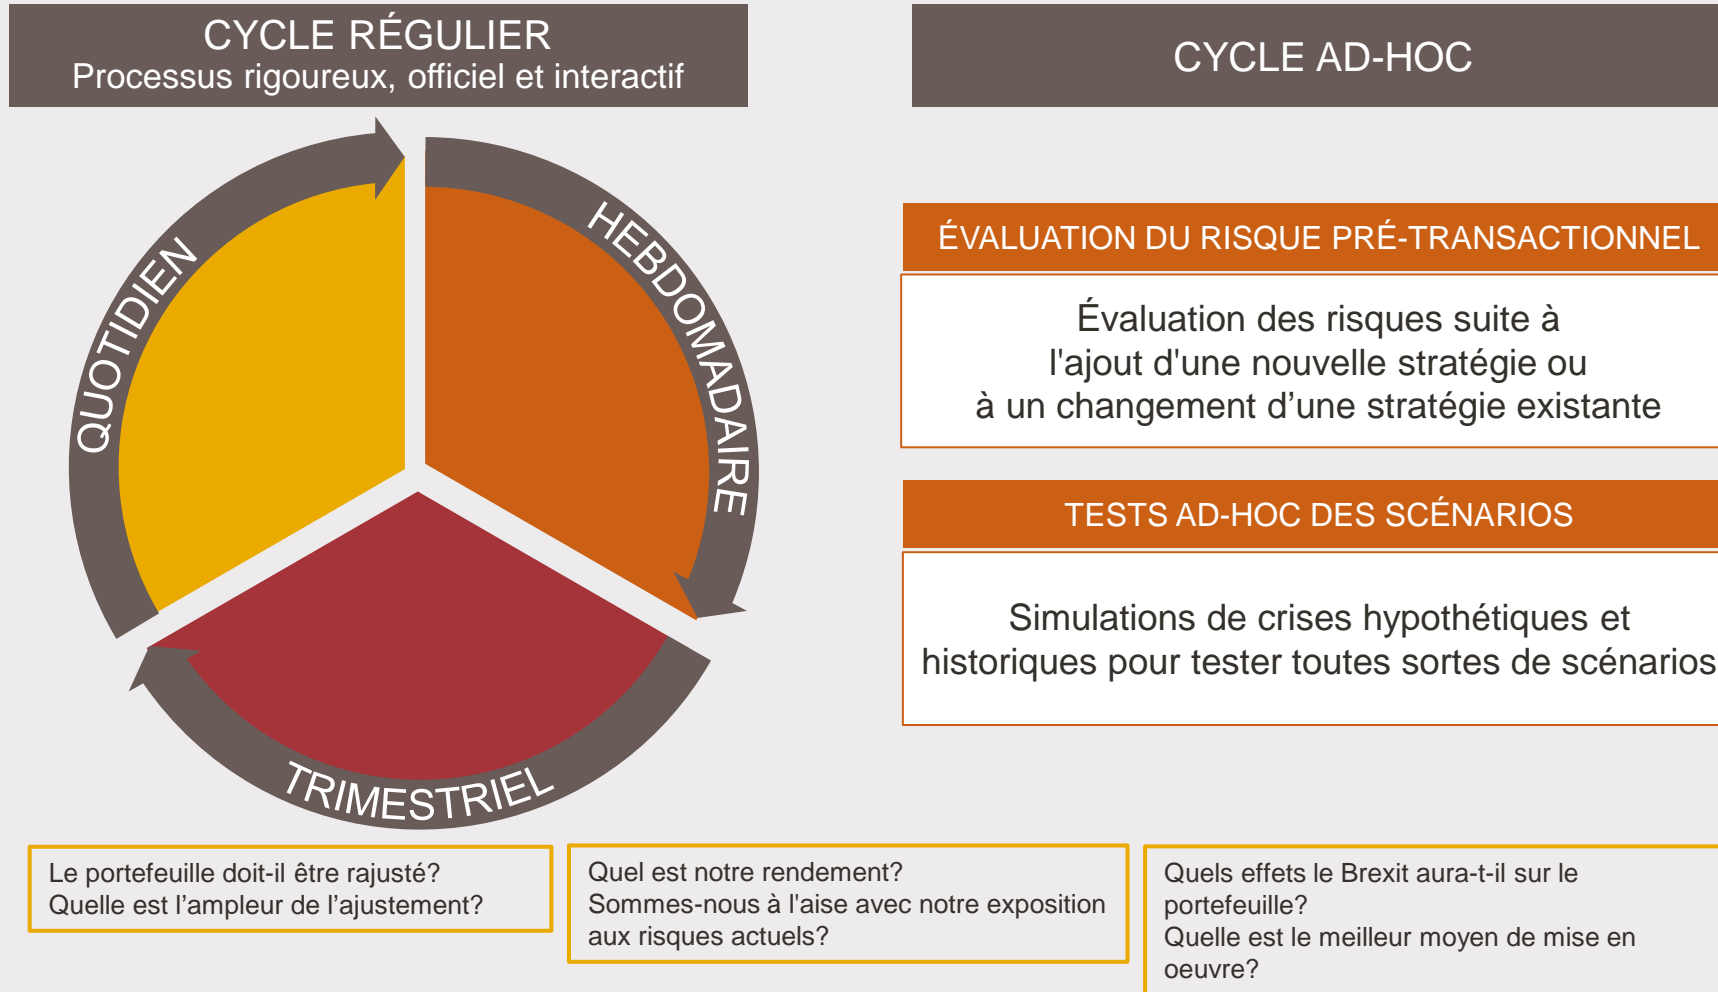 CYCLE RÉGULIER
Processus rigoureux, officiel et interactif
CYCLE AD-HOC
QUOTIDIEN
HEBDOMADAIRE
TRIMESTRIEL
ÉVALUATION DU RISQUE PRÉ-TRANSACTIONNEL
Évaluation des risques suite à
l'ajout d'une nouvelle stratégie ou
à un changement d’une stratégie existante
TESTS AD-HOC DES SCÉNARIOS
Simulations de crises hypothétiques et
historiques pour tester toutes sortes de scénarios
Le portefeuille doit-il être rajusté?
Quelle est l’ampleur de l’ajustement?
Quel est notre rendement?
Sommes-nous à l'aise avec notre exposition
aux risques actuels?
Quels effets le Brexit aura-t-il sur le
portefeuille?
Quelle est le meilleur moyen de mise en
oeuvre?